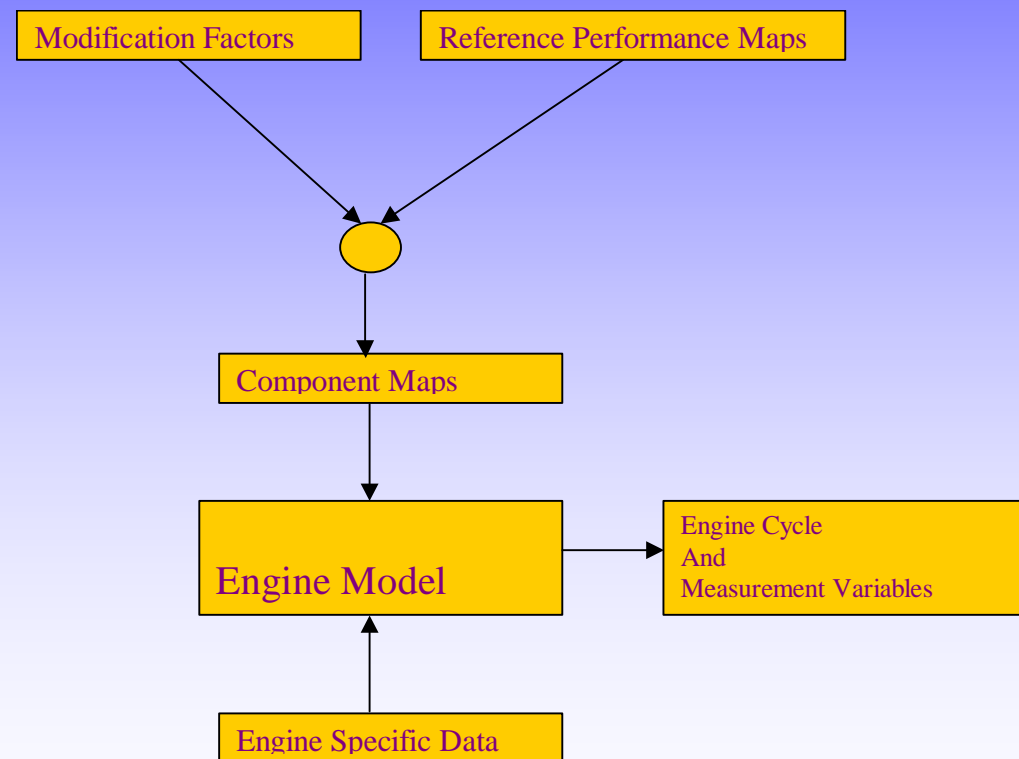 Modification Factors
Reference Performance Maps
Component Maps
Engine Model
Engine Cycle
And
Measurement Variables
Engine Specific Data